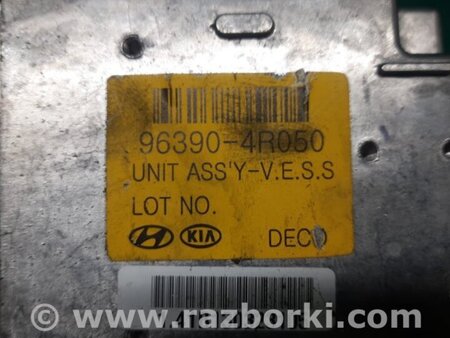 96390-4R050
UNIT ASS'Y-V.E.S.S
LOT NO.
KIA DEC
www.razborki.com